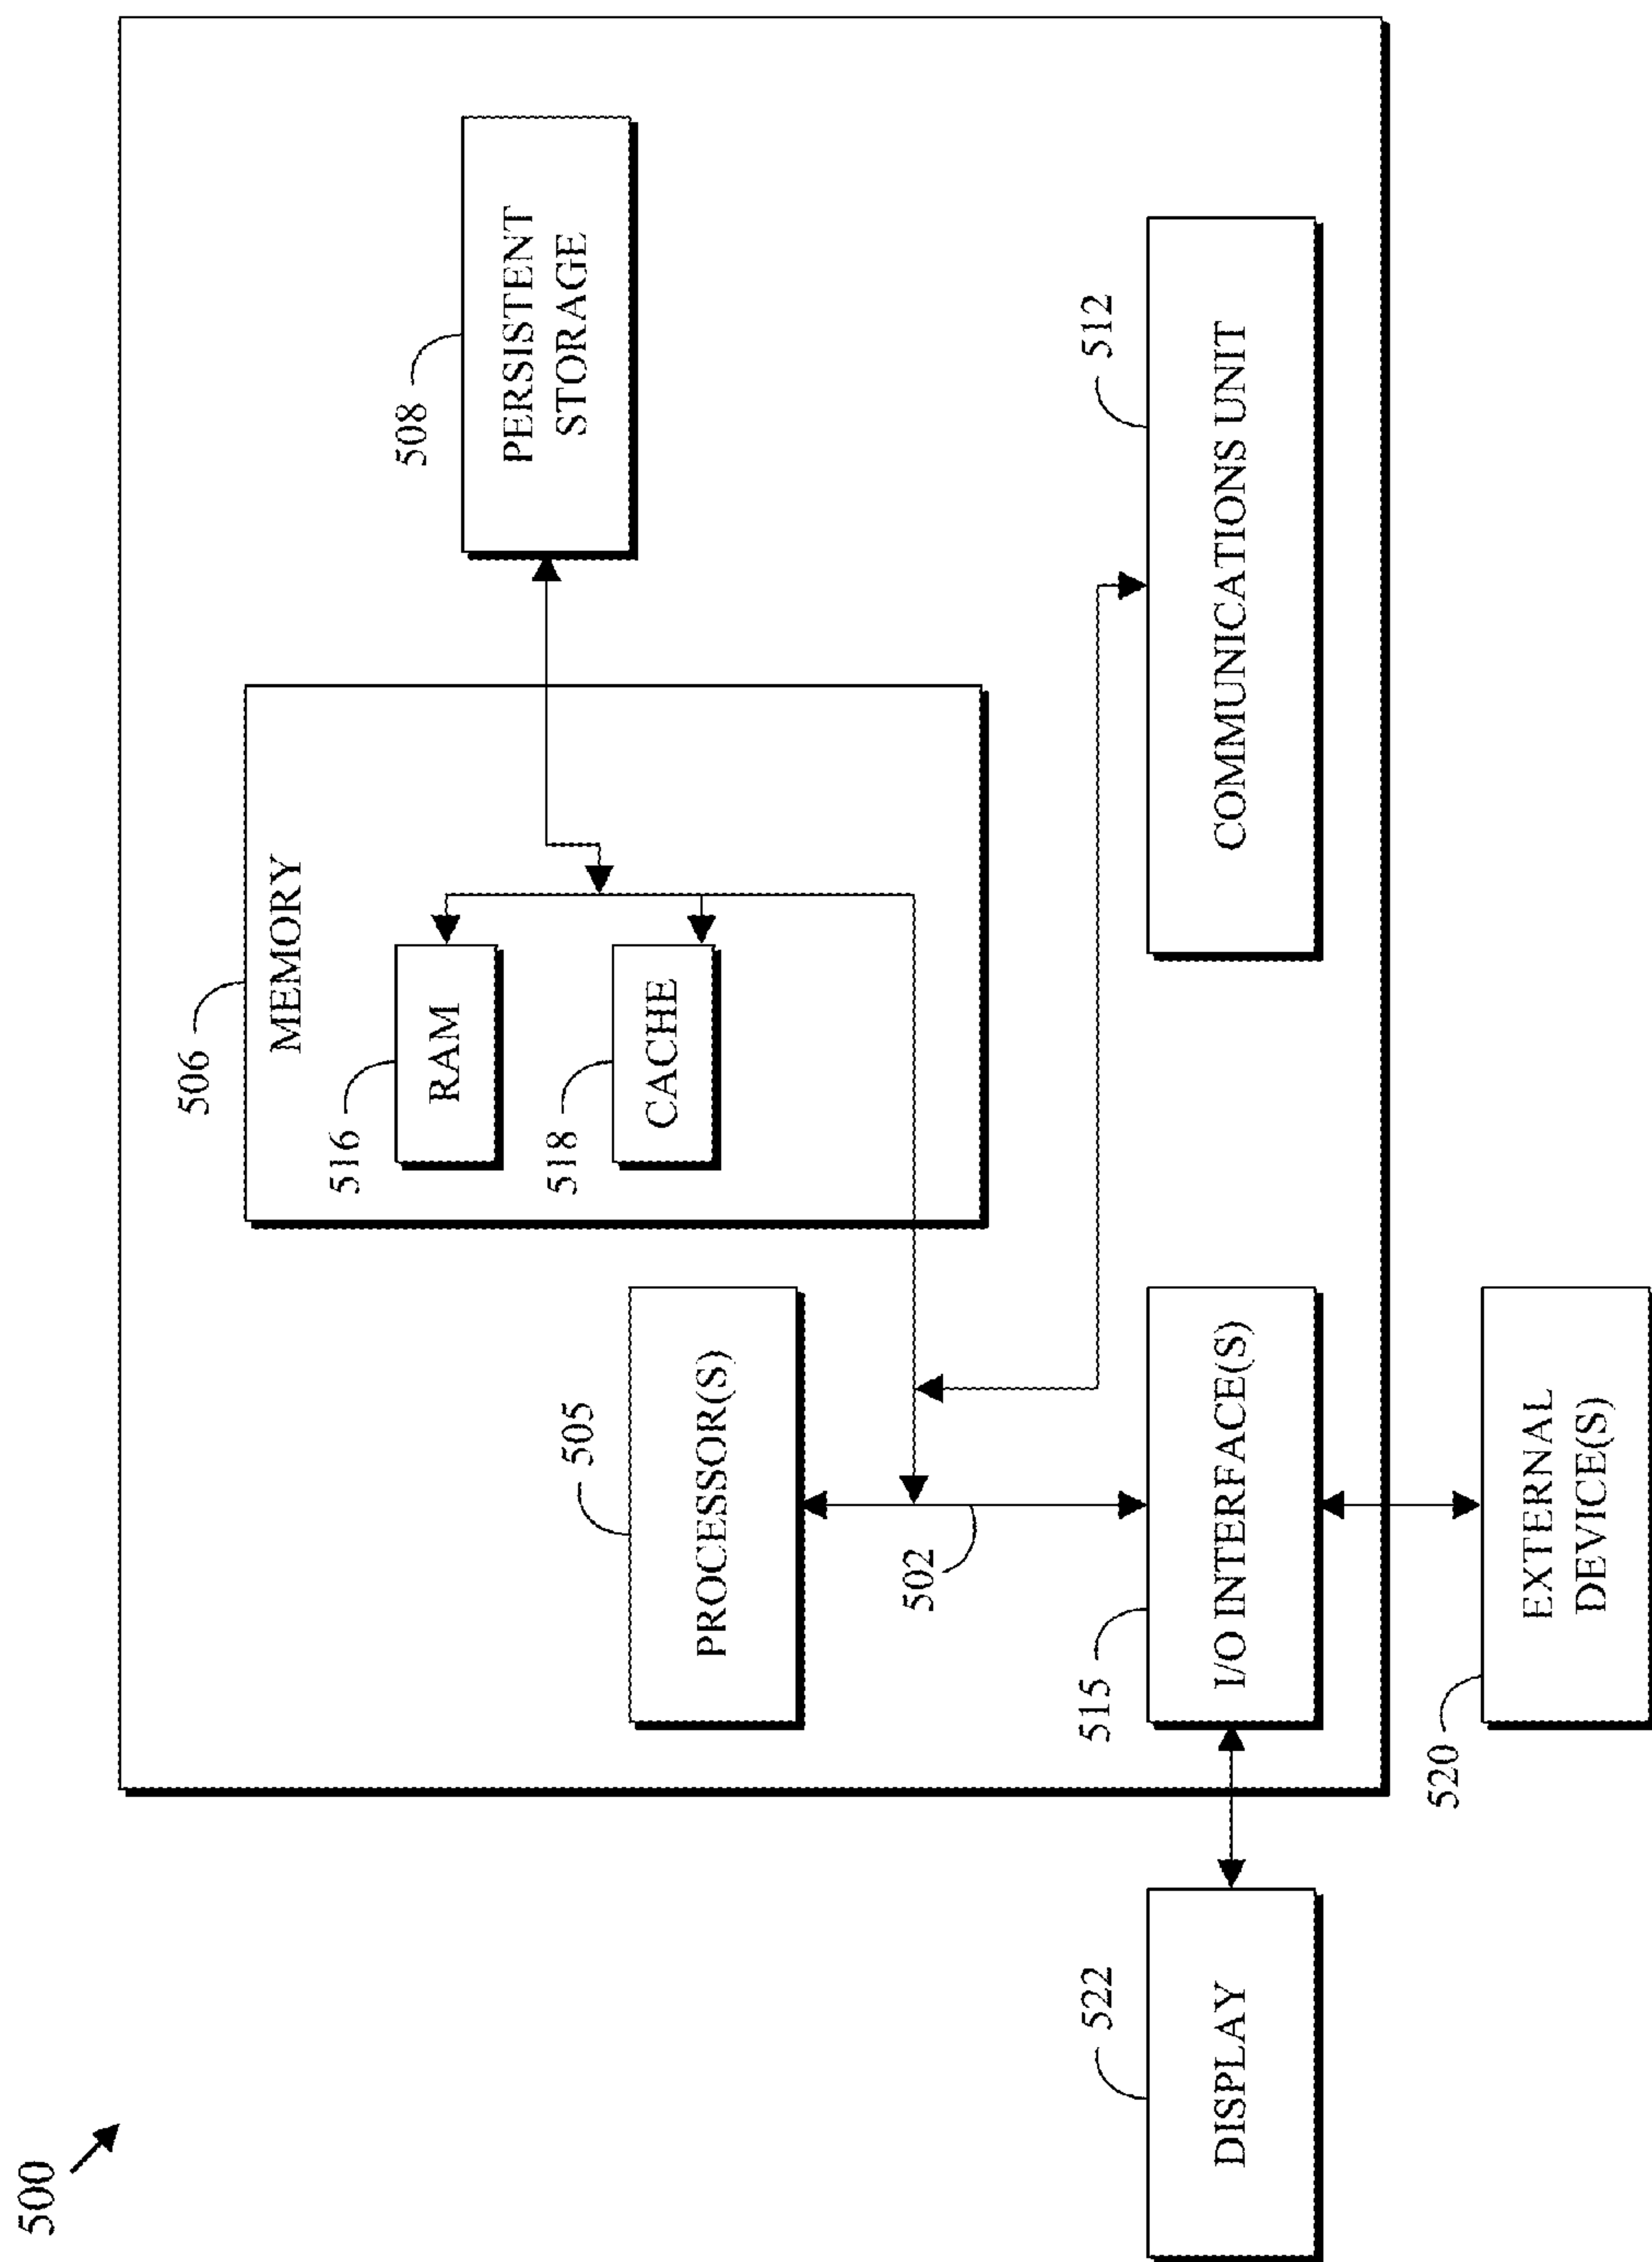 500
506
MEMORY
508
PERSISTENT
STORAGE
516
RAM
505
PROCESSOR(S)
518
CACHE
502
522
DISPLAY
515
I/O INTERFACE(S)
512
COMMUNICATIONS UNIT
520
EXTERNAL
DEVICE(S)